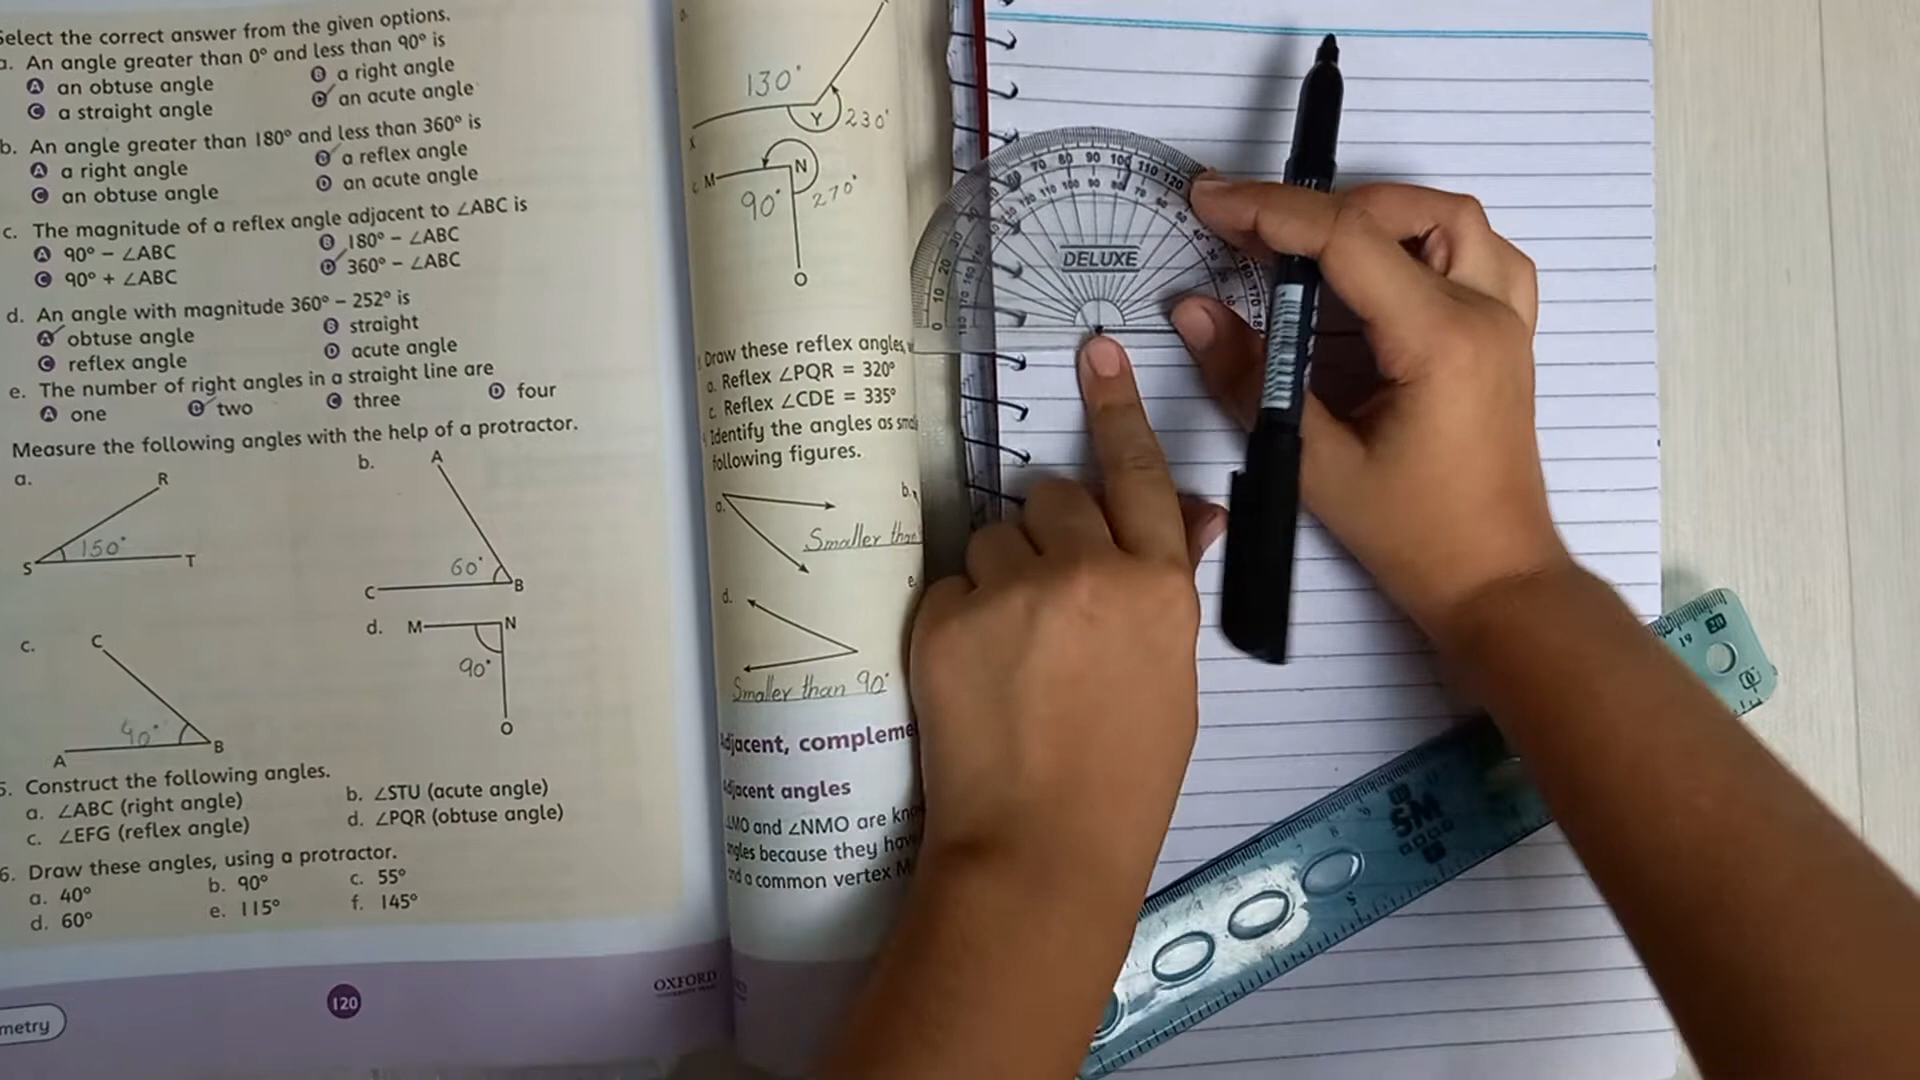 Select the correct answer from the given options.
a. An angle greater than 0° and less than 90° is
A an obtuse angle
B a right angle
C a straight angle
D an acute angle
b. An angle greater than 180° and less than 360° is
A a right angle
B a reflex angle
C an obtuse angle
D an acute angle
c. The magnitude of a reflex angle adjacent to ∠ABC is
A 90° − ∠ABC
B 180° − ∠ABC
C 90° + ∠ABC
D 360° − ∠ABC
d. An angle with magnitude 360° − 252° is
A obtuse angle
B straight
C reflex angle
D acute angle
e. The number of right angles in a straight line are
A one
B two
C three
D four
Measure the following angles with the help of a protractor.
a.
R
150°
S
T
b.
A
60°
C
B
c.
C
40°
A
B
d.
M
N
90°
O
5. Construct the following angles.
a. ∠ABC (right angle)
b. ∠STU (acute angle)
c. ∠EFG (reflex angle)
d. ∠PQR (obtuse angle)
6. Draw these angles, using a protractor.
a. 40°
b. 90°
c. 55°
d. 60°
e. 115°
f. 145°
metry
120
OXFORD
130°
Y
230°
X
M
N
90°
270°
O
Draw these reflex angles,
a. Reflex ∠PQR = 320°
c. Reflex ∠CDE = 335°
Identify the angles as
following figures.
a.
b.
Smaller than
d.
e.
Smaller than 90°
Adjacent angles
and ∠NMO are
because they
a common vertex
DELUXE
SM